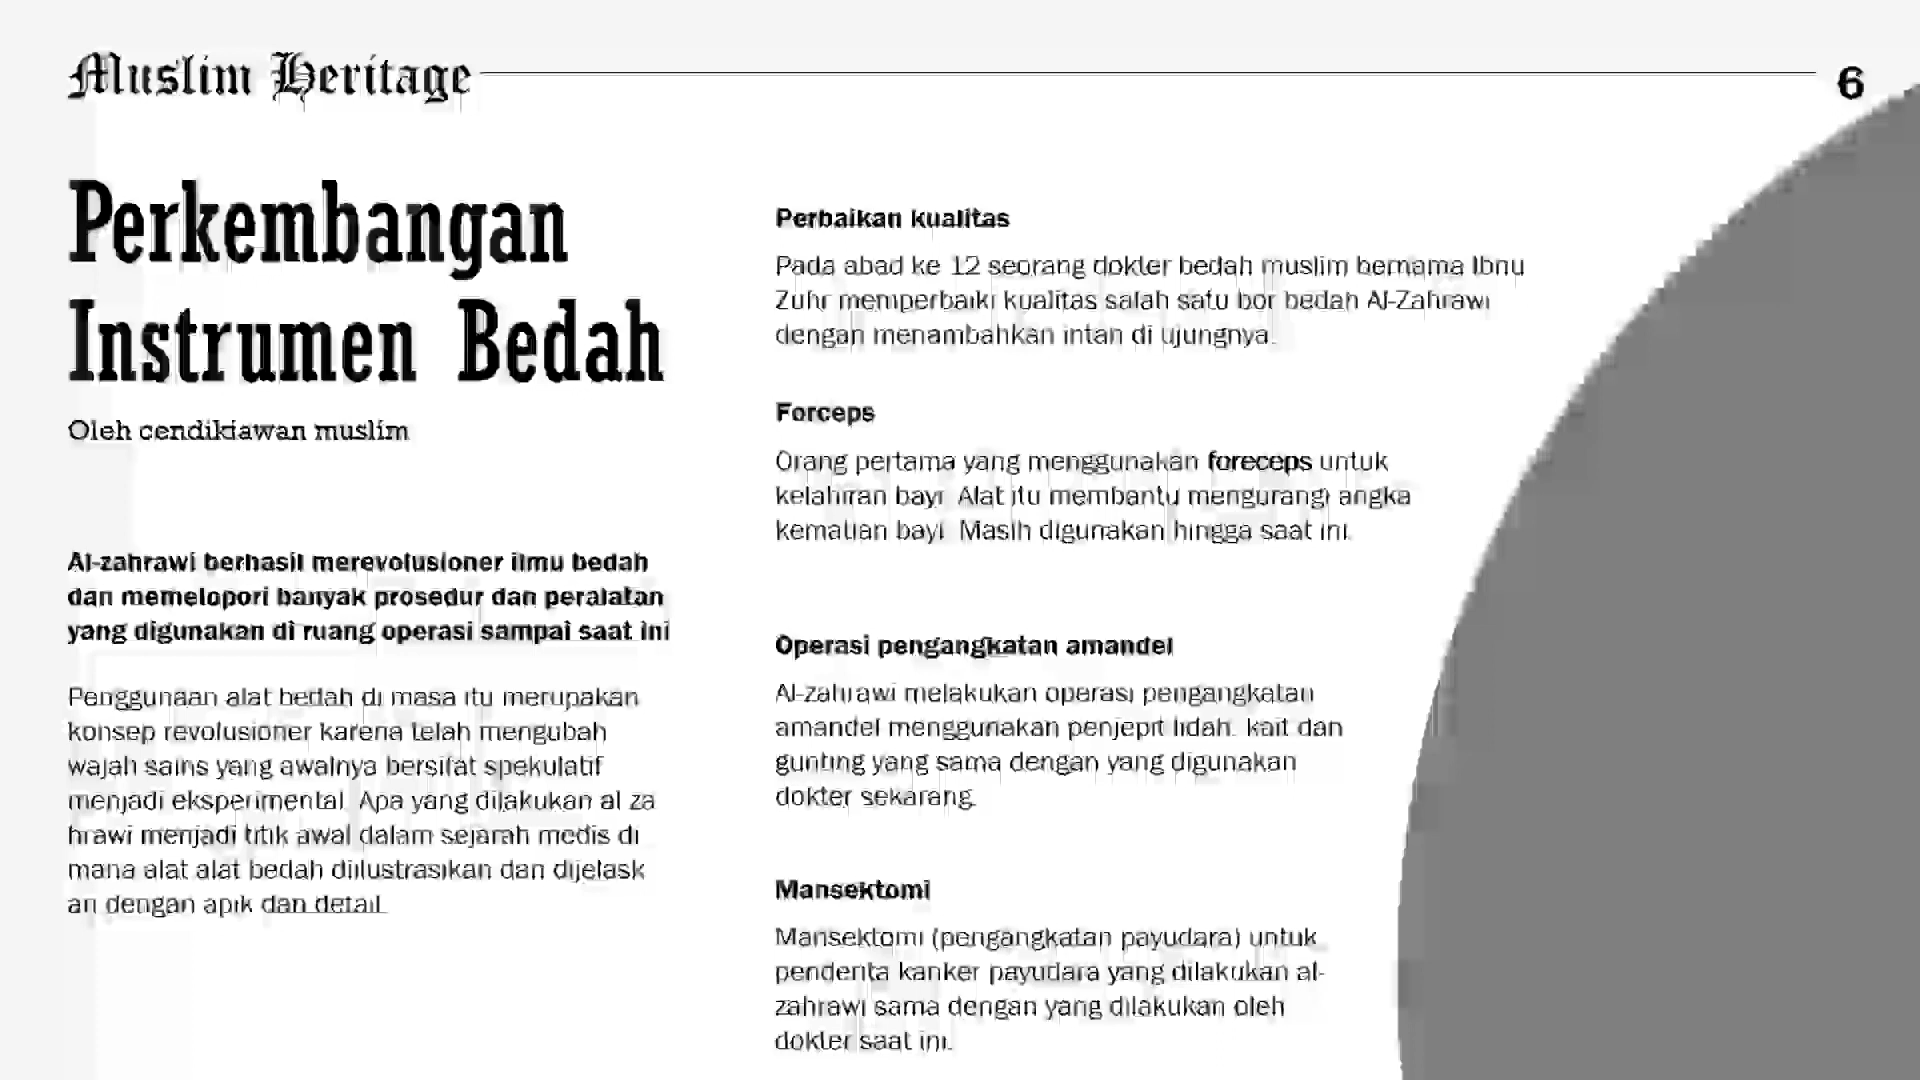 Muslim Heritage
6
Perkembangan
Instrumen Bedah
Oleh cendikiawan muslim
Al-zahrawi berhasil merevolusioner ilmu bedah
dan memelopori banyak prosedur dan peralatan
yang digunakan di ruang operasi sampai saat ini
Penggunaan alat bedah di masa itu merupakan
konsep revolusioner karena telah mengubah
wajah sains yang awalnya bersifat spekulatif
menjadi eksperimental. Apa yang dilakukan al za
hrawi menjadi titik awal dalam sejarah medis di
mana alat alat bedah diilustrasikan dan dijelask
an dengan apik dan detail.
Perbaikan kualitas
Pada abad ke 12 seorang dokter bedah muslim bernama Ibnu
Zuhr memperbaiki kualitas salah satu bor bedah Al-Zahrawi
dengan menambahkan intan di ujungnya.
Forceps
Orang pertama yang menggunakan foreceps untuk
kelahiran bayi. Alat itu membantu mengurangi angka
kematian bayi. Masih digunakan hingga saat ini.
Operasi pengangkatan amandel
Al-zahrawi melakukan operasi pengangkatan
amandel menggunakan penjepit lidah, kait dan
gunting yang sama dengan yang digunakan
dokter sekarang.
Mansektomi
Mansektomi (pengangkatan payudara) untuk
penderita kanker payudara yang dilakukan al-
zahrawi sama dengan yang dilakukan oleh
dokter saat ini.